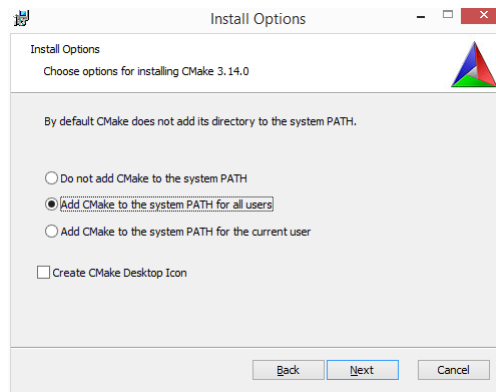 Install Options
Install Options
Choose options for installing CMake 3.14.0
By default CMake does not add its directory to the system PATH.
Do not add CMake to the system PATH
Add CMake to the system PATH for all users
Add CMake to the system PATH for the current user
Create CMake Desktop Icon
Back Next Cancel